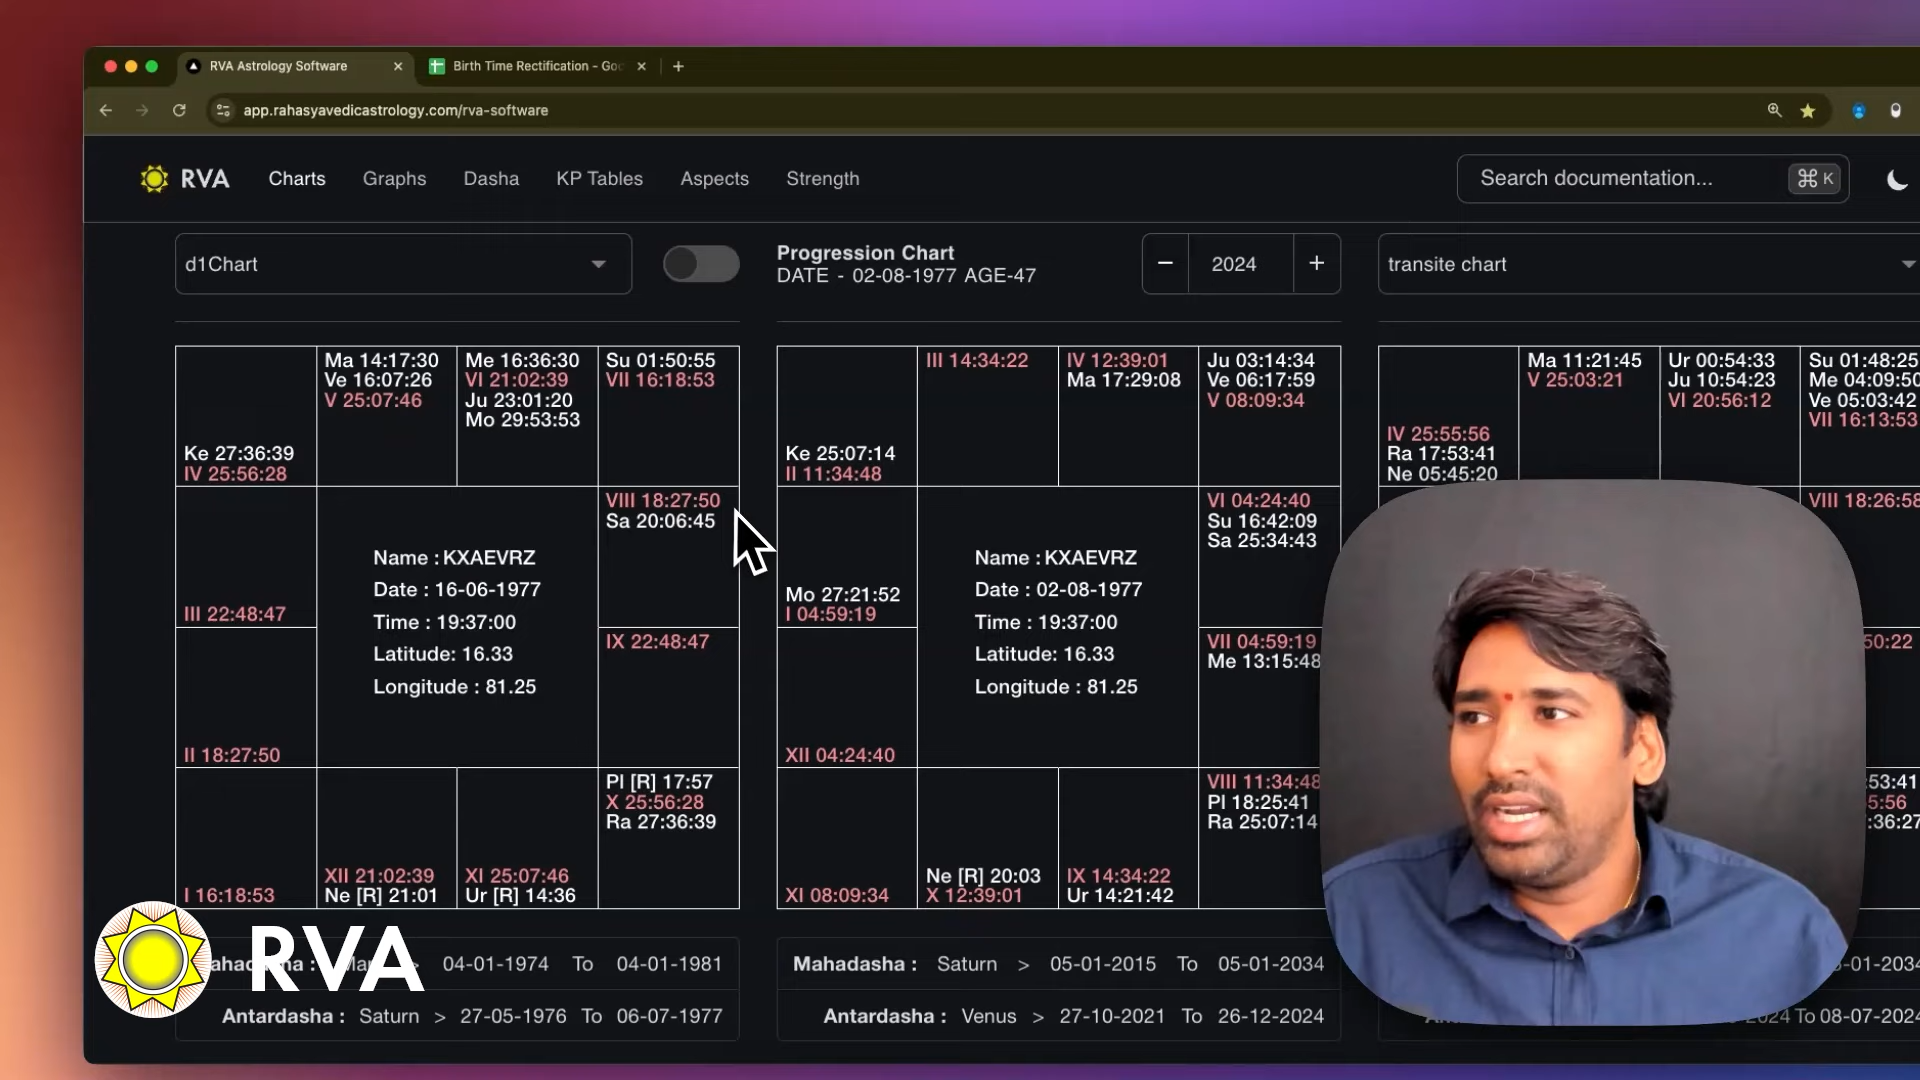 RVA Astrology Software
Birth Time Rectification - Goo
app.rahasyavedicastrology.com/rva-software
RVA
Charts
Graphs
Dasha
KP Tables
Aspects
Strength
Search documentation...
⌘ K
d1Chart
Progression Chart
DATE - 02-08-1977 AGE-47
2024
transite chart
Ke 27:36:39
IV 25:56:28
Ma 14:17:30
Ve 16:07:26
V 25:07:46
Me 16:36:30
VI 21:02:39
Ju 23:01:20
Mo 29:53:53
Su 01:50:55
VII 16:18:53
III 22:48:47
VIII 18:27:50
Sa 20:06:45
Name : KXAEVRZ
Date : 16-06-1977
Time : 19:37:00
Latitude: 16.33
Longitude : 81.25
IX 22:48:47
II 18:27:50
I 16:18:53
XII 21:02:39
Ne [R] 21:01
XI 25:07:46
Ur [R] 14:36
Pl [R] 17:57
X 25:56:28
Ra 27:36:39
04-01-1974 To 04-01-1981
Antardasha : Saturn > 27-05-1976 To 06-07-1977
Ke 25:07:14
II 11:34:48
III 14:34:22
IV 12:39:01
Ma 17:29:08
Ju 03:14:34
Ve 06:17:59
V 08:09:34
Mo 27:21:52
I 04:59:19
VI 04:24:40
Su 16:42:09
Sa 25:34:43
Name : KXAEVRZ
Date : 02-08-1977
Time : 19:37:00
Latitude: 16.33
Longitude : 81.25
VII 04:59:19
Me 13:15:48
XII 04:24:40
XI 08:09:34
Ne [R] 20:03
X 12:39:01
IX 14:34:22
Ur 14:21:42
VIII 11:34:48
Pl 18:25:41
Ra 25:07:14
Mahadasha : Saturn > 05-01-2015 To 05-01-2034
Antardasha : Venus > 27-10-2021 To 26-12-2024
IV 25:55:56
Ra 17:53:41
Ne 05:45:20
Ma 11:21:45
V 25:03:21
Ur 00:54:33
Ju 10:54:23
VI 20:56:12
Su 01:48:25
Me 04:09:50
Ve 05:03:42
VII 16:13:53
VIII 18:26:58
50:22
53:41
5:56
:36:27
-01-2034
2024 To 08-07-2024
RVA